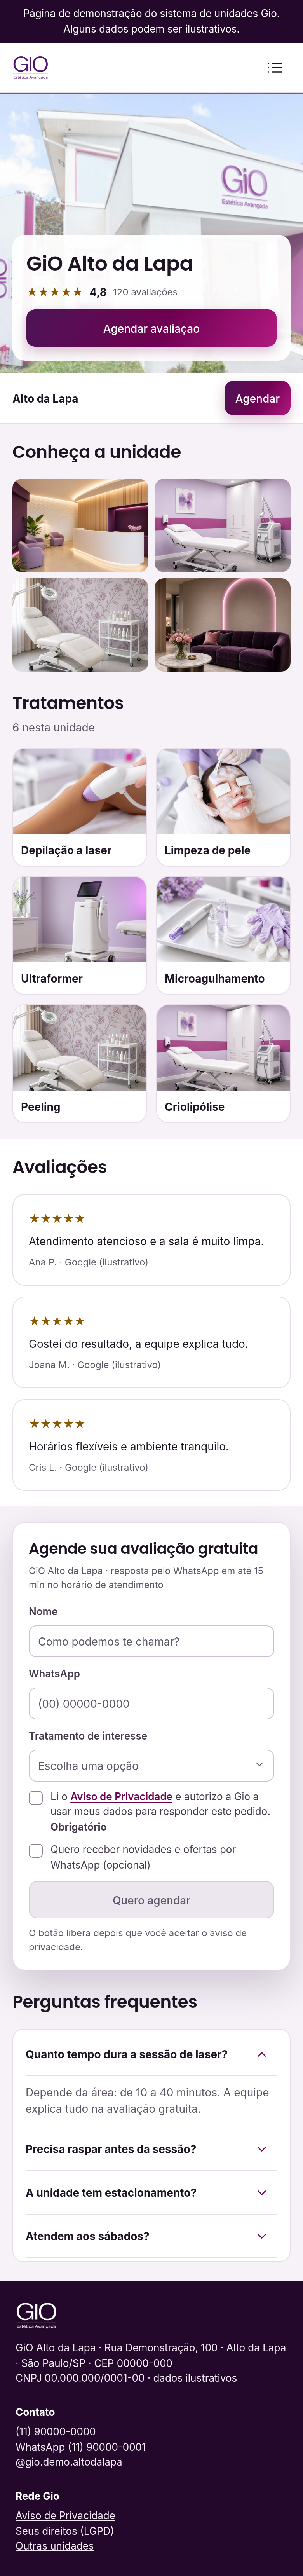 Página de demonstração do sistema de unidades Gio.
Alguns dados podem ser ilustrativos.
GiO
Estética Avançada
GiO
Estética Avançada
GiO Alto da Lapa
★★★★★ 4,8 120 avaliações
Agendar avaliação
Alto da Lapa
Agendar
Conheça a unidade
Tratamentos
6 nesta unidade
Depilação a laser
Limpeza de pele
Ultraformer
Microagulhamento
Peeling
Criolipólise
Avaliações
★★★★★
Atendimento atencioso e a sala é muito limpa.
Ana P. · Google (ilustrativo)
★★★★★
Gostei do resultado, a equipe explica tudo.
Joana M. · Google (ilustrativo)
★★★★★
Horários flexíveis e ambiente tranquilo.
Cris L. · Google (ilustrativo)
Agende sua avaliação gratuita
GiO Alto da Lapa · resposta pelo WhatsApp em até 15
min no horário de atendimento
Nome
Como podemos te chamar?
WhatsApp
(00) 00000-0000
Tratamento de interesse
Escolha uma opção
Li o Aviso de Privacidade e autorizo a Gio a
usar meus dados para responder este pedido.
Obrigatório
Quero receber novidades e ofertas por
WhatsApp (opcional)
Quero agendar
O botão libera depois que você aceitar o aviso de
privacidade.
Perguntas frequentes
Quanto tempo dura a sessão de laser?
Depende da área: de 10 a 40 minutos. A equipe
explica tudo na avaliação gratuita.
Precisa raspar antes da sessão?
A unidade tem estacionamento?
Atendem aos sábados?
GiO
Estética Avançada
GiO Alto da Lapa · Rua Demonstração, 100 · Alto da Lapa
· São Paulo/SP · CEP 00000-000
CNPJ 00.000.000/0001-00 · dados ilustrativos
Contato
(11) 90000-0000
WhatsApp (11) 90000-0001
@gio.demo.altodalapa
Rede Gio
Aviso de Privacidade
Seus direitos (LGPD)
Outras unidades